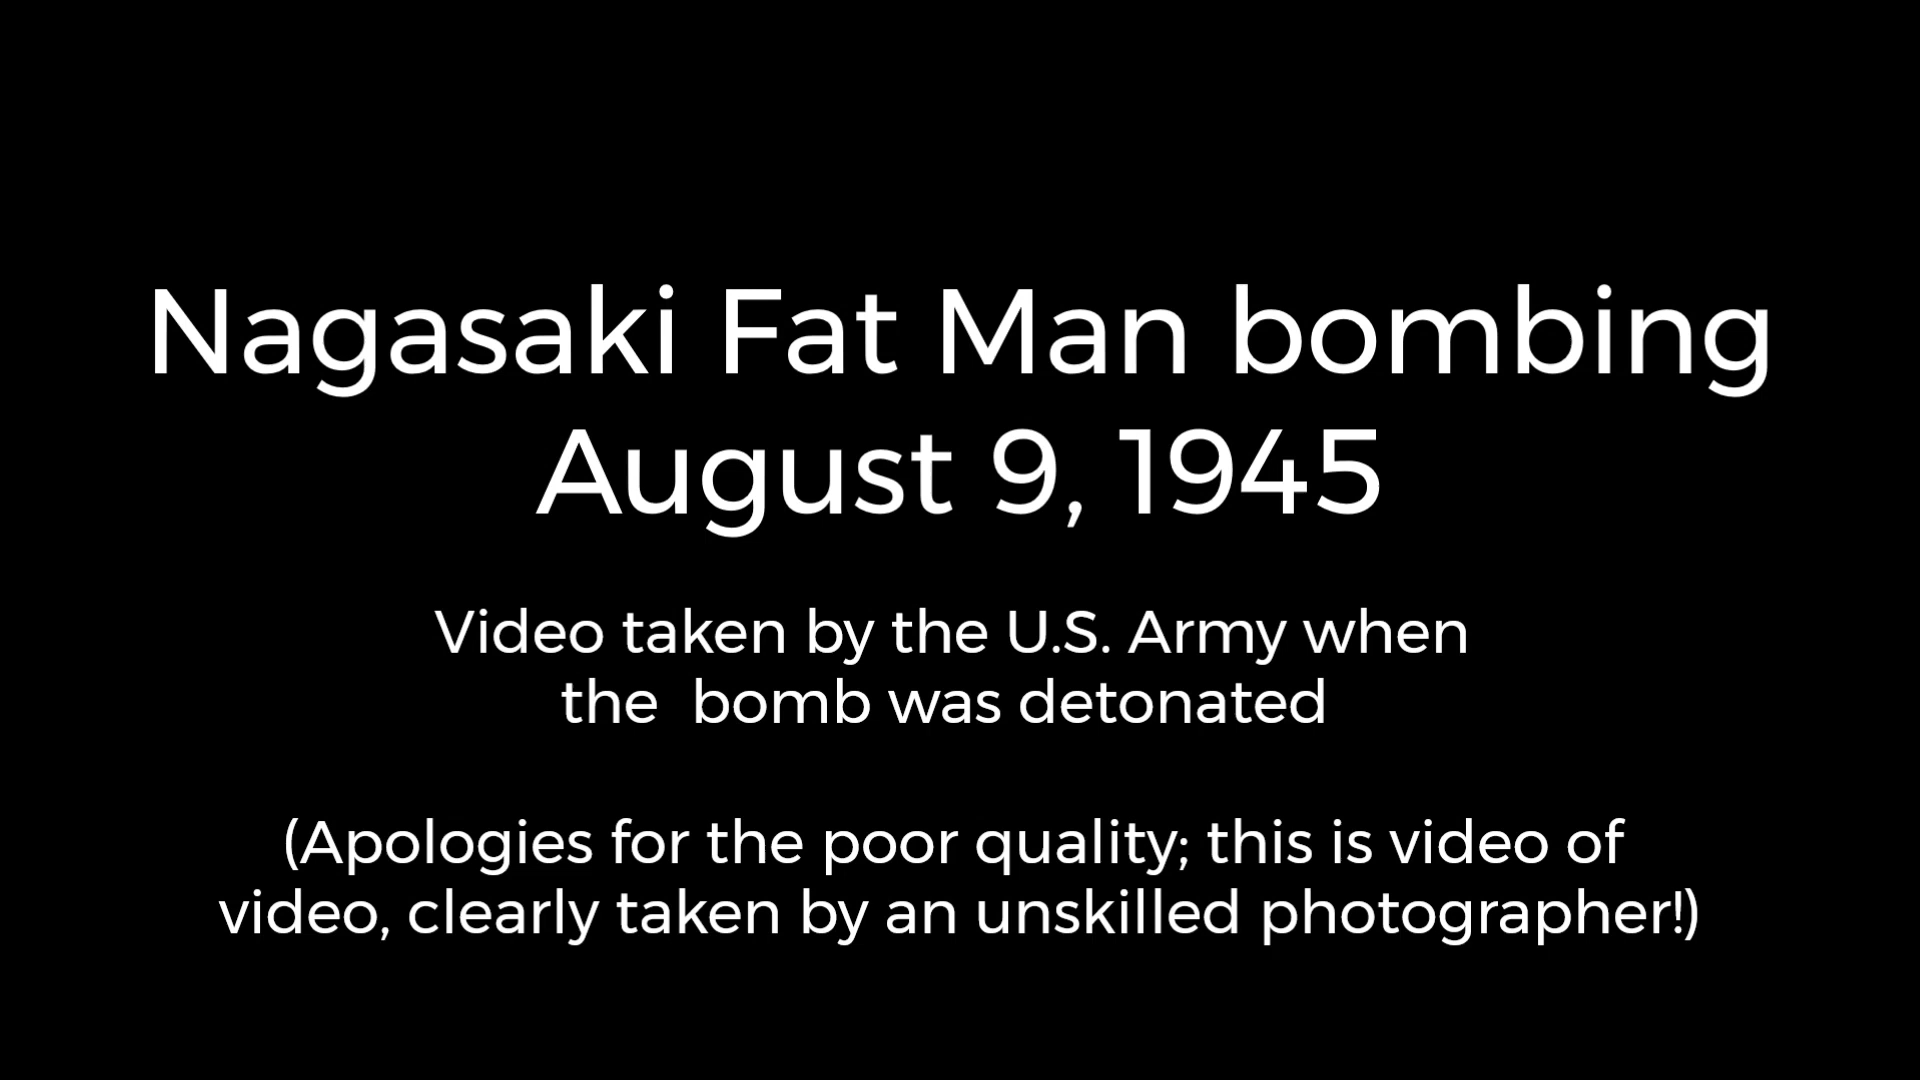 Nagasaki Fat Man bombing
August 9, 1945
Video taken by the U.S. Army when
the  bomb was detonated
(Apologies for the poor quality; this is video of
video, clearly taken by an unskilled photographer!)